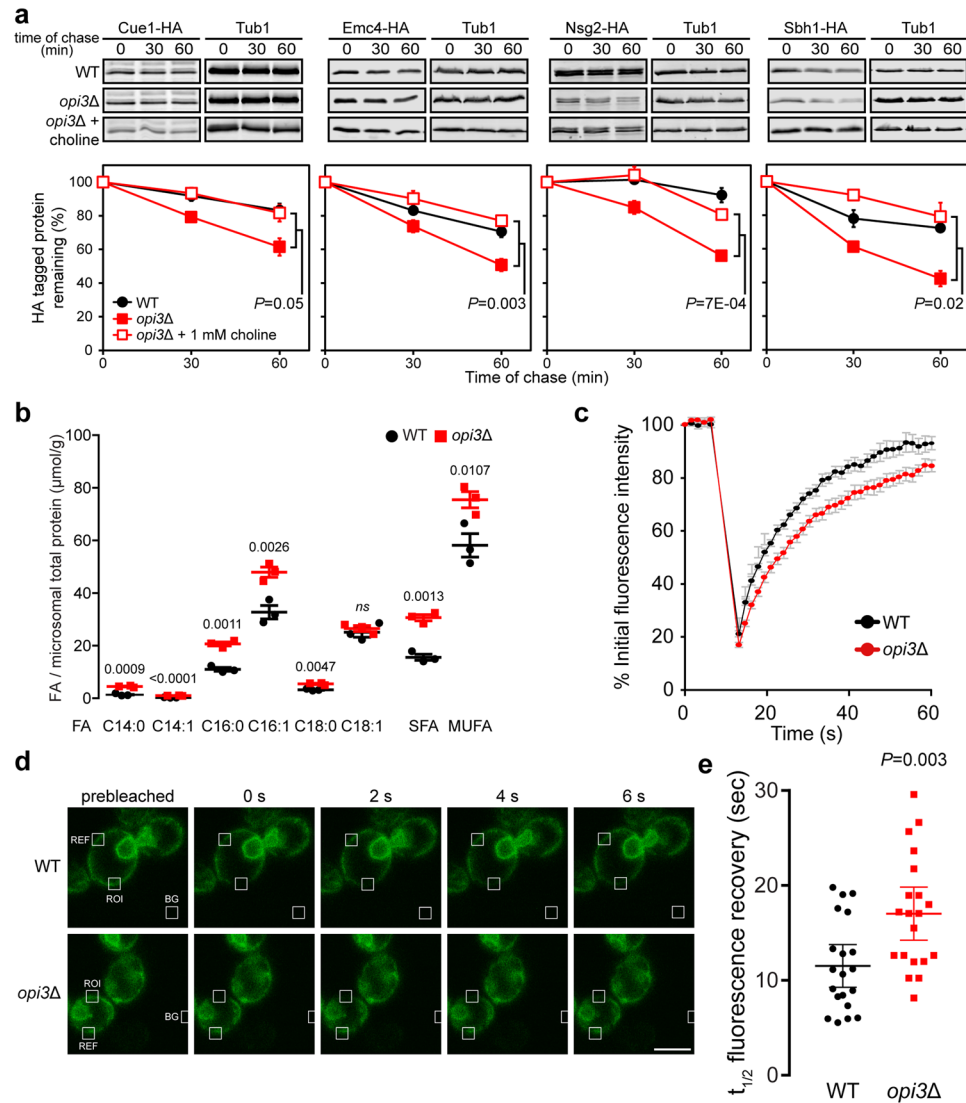 a
Cue1-HA Tub1 Emc4-HA Tub1 Nsg2-HA Tub1 Sbh1-HA Tub1
time of chase
(min)
0 30 60 0 30 60 0 30 60 0 30 60 0 30 60 0 30 60 0 30 60 0 30 60
WT
opi3Δ
opi3Δ +
choline
HA tagged protein
remaining (%)
100
80
60
40
20
0
P=0.05 P=0.003 P=7E-04 P=0.02
WT
opi3Δ
opi3Δ + 1 mM choline
0 30 60 0 30 60 0 30 60 0 30 60
Time of chase (min)
b
FA / microsomal total protein (μmol/g)
100
80
60
40
20
0
WT opi3Δ
0.0009
<0.0001
0.0011
0.0026
0.0047
ns
0.0013
0.0107
FA C14:0 C14:1 C16:0 C16:1 C18:0 C18:1 SFA MUFA
c
% Initial fluorescence intensity
100
80
60
40
20
0
WT
opi3Δ
0 20 40 60
Time (s)
d
prebleached 0 s 2 s 4 s 6 s
WT
REF
ROI
BG
opi3Δ
ROI
BG
REF
e
P=0.003
t1/2 fluorescence recovery (sec)
30
20
10
0
WT opi3Δ